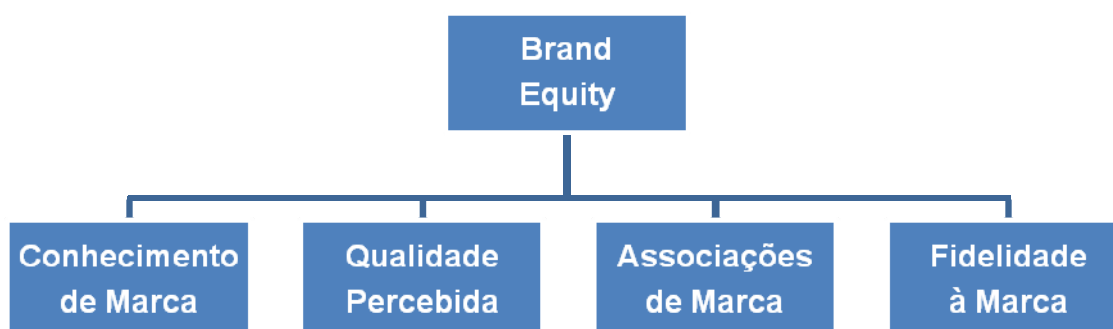 Brand
Equity
Conhecimento
de Marca
Qualidade
Percebida
Associações
de Marca
Fidelidade
à Marca